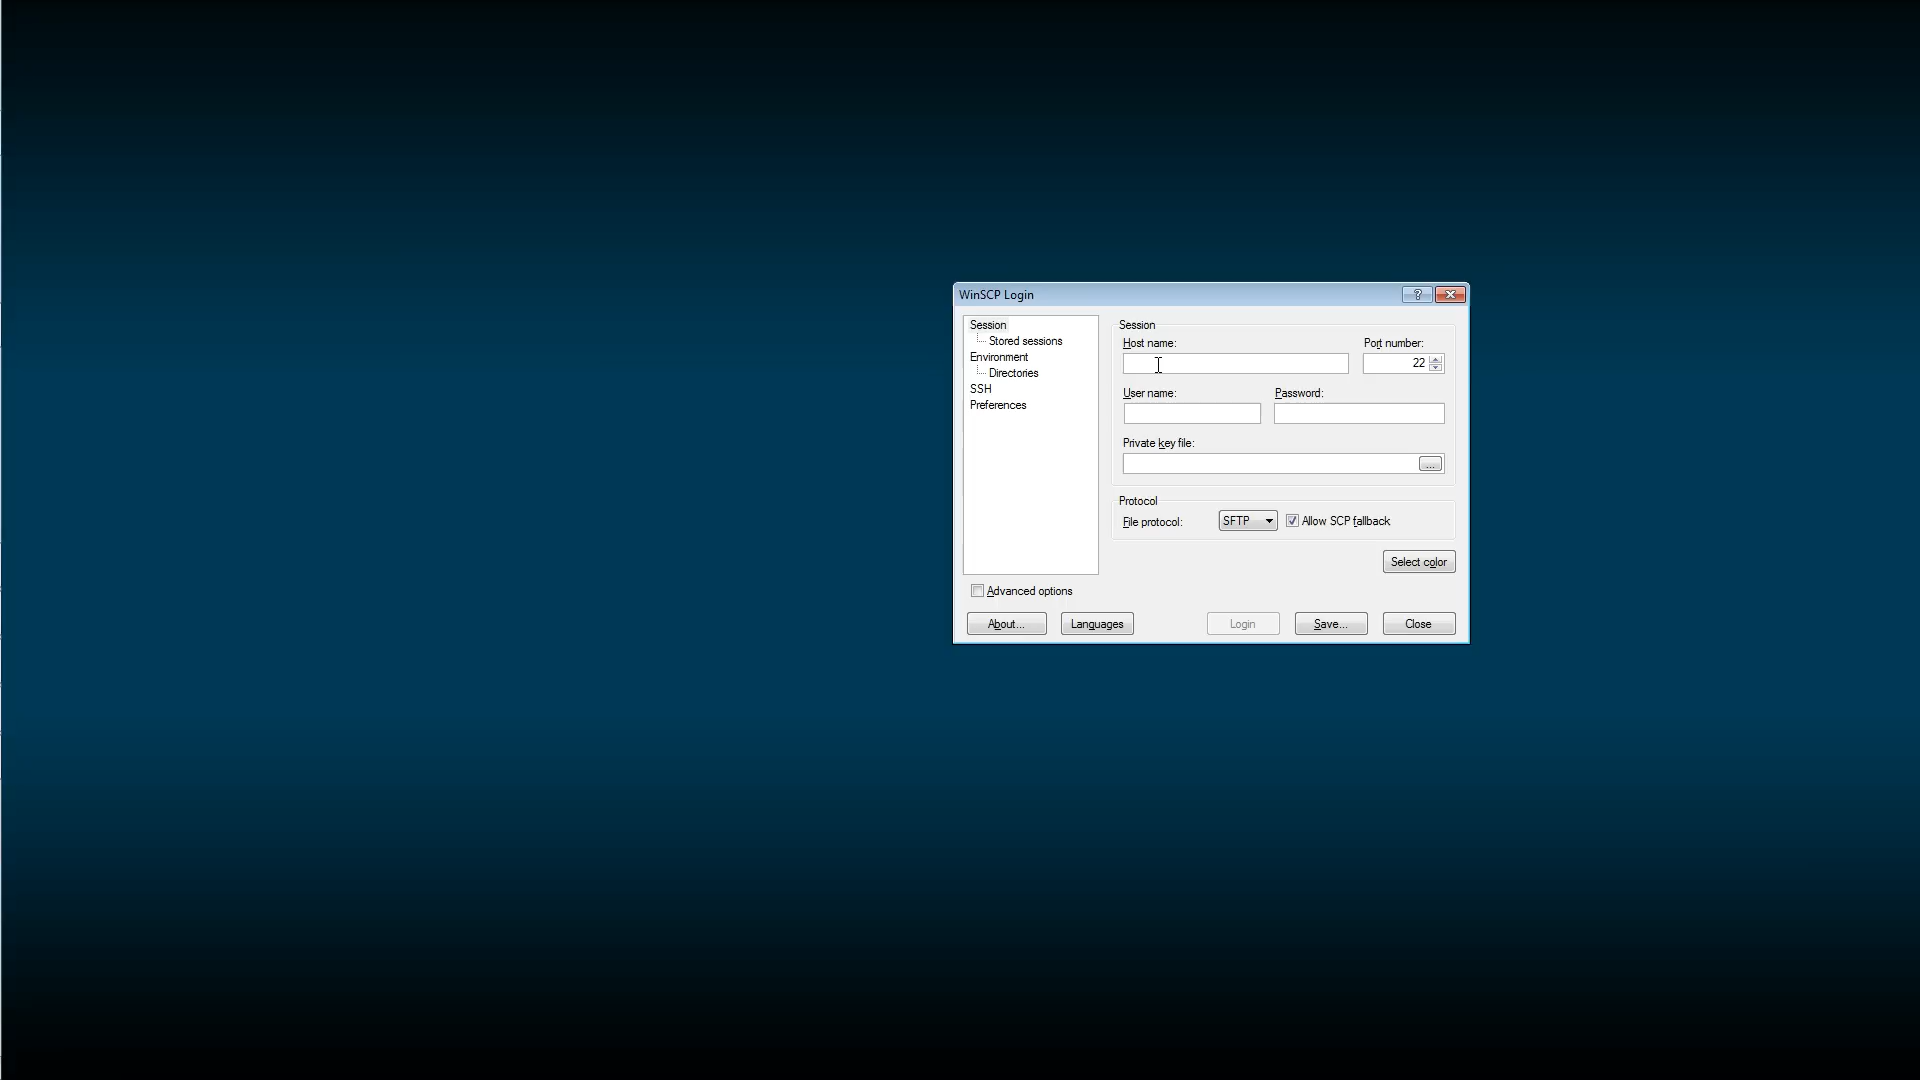 WinSCP Login
?
Session
Stored sessions
Environment
Directories
SSH
Preferences
Session
Host name:
Port number:
22
User name:
Password:
Private key file:
...
Protocol
File protocol:
SFTP
Allow SCP fallback
Select color
Advanced options
About...
Languages
Login
Save...
Close